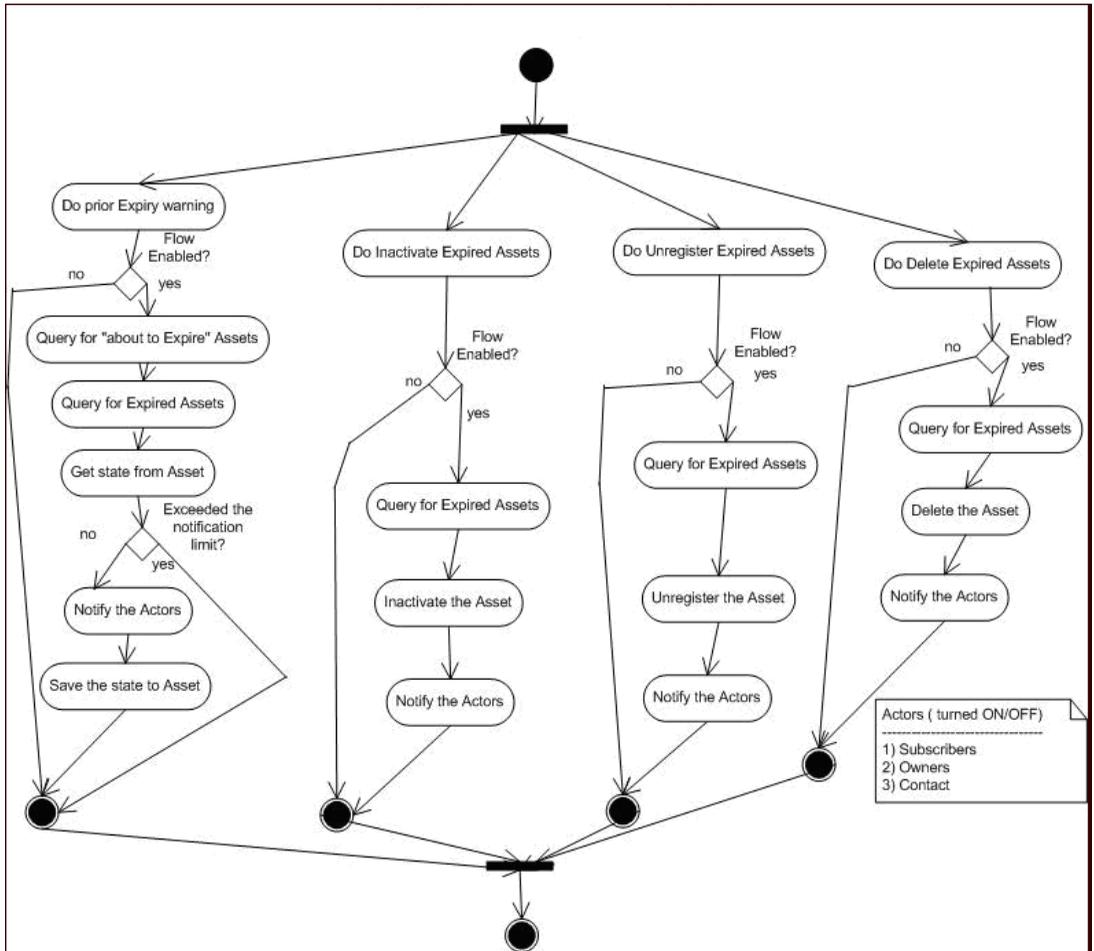 Do prior Expiry warning
Flow
Enabled?
no
yes
Query for "about to Expire" Assets
Query for Expired Assets
Get state from Asset
Exceeded the
notification
limit?
no
yes
Notify the Actors
Save the state to Asset
Do Inactivate Expired Assets
Flow
Enabled?
no
yes
Query for Expired Assets
Inactivate the Asset
Notify the Actors
Do Unregister Expired Assets
Flow
Enabled?
no
yes
Query for Expired Assets
Unregister the Asset
Notify the Actors
Do Delete Expired Assets
Flow
Enabled?
no
yes
Query for Expired Assets
Delete the Asset
Notify the Actors
Actors ( turned ON/OFF)
---------------------------------
1) Subscribers
2) Owners
3) Contact